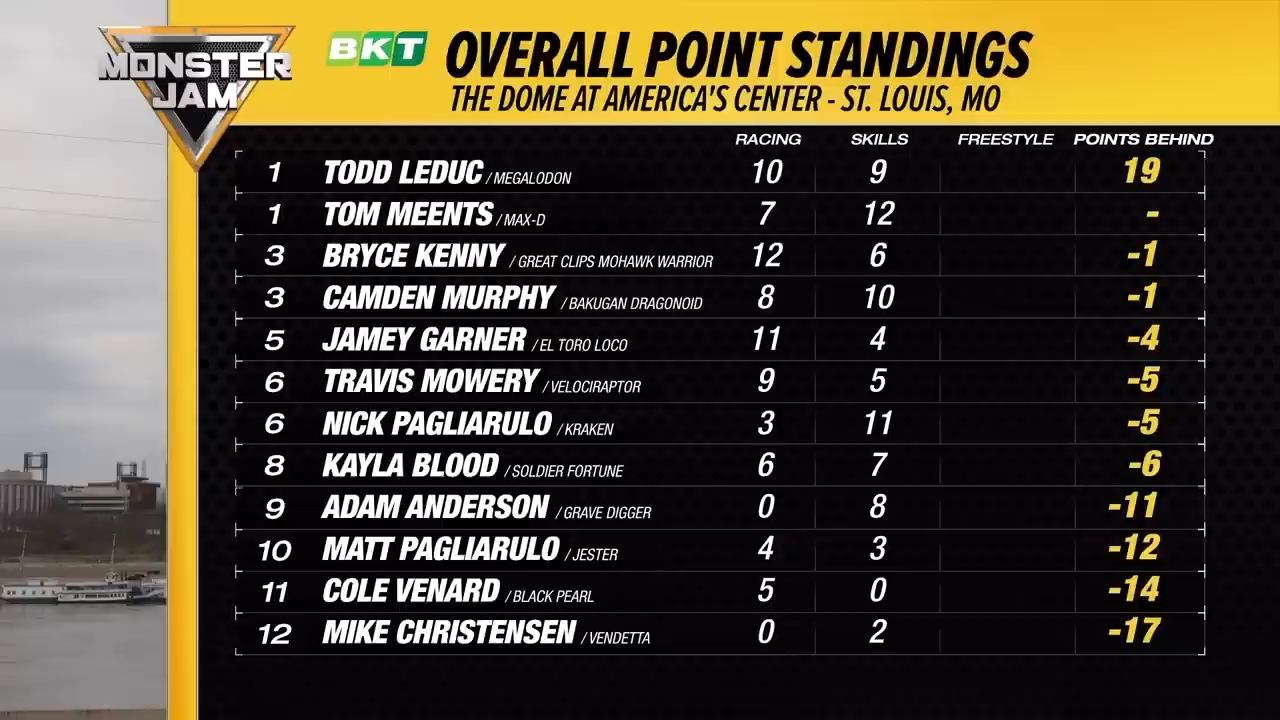 MONSTER JAM
BKT OVERALL POINT STANDINGS
THE DOME AT AMERICA'S CENTER - ST. LOUIS, MO
RACING SKILLS FREESTYLE POINTS BEHIND
1 TODD LEDUC / MEGALODON 10 9 19
1 TOM MEENTS / MAX-D 7 12 -
3 BRYCE KENNY / GREAT CLIPS MOHAWK WARRIOR 12 6 -1
3 CAMDEN MURPHY / BAKUGAN DRAGONOID 8 10 -1
5 JAMEY GARNER / EL TORO LOCO 11 4 -4
6 TRAVIS MOWERY / VELOCIRAPTOR 9 5 -5
6 NICK PAGLIARULO / KRAKEN 3 11 -5
8 KAYLA BLOOD / SOLDIER FORTUNE 6 7 -6
9 ADAM ANDERSON / GRAVE DIGGER 0 8 -11
10 MATT PAGLIARULO / JESTER 4 3 -12
11 COLE VENARD / BLACK PEARL 5 0 -14
12 MIKE CHRISTENSEN / VENDETTA 0 2 -17